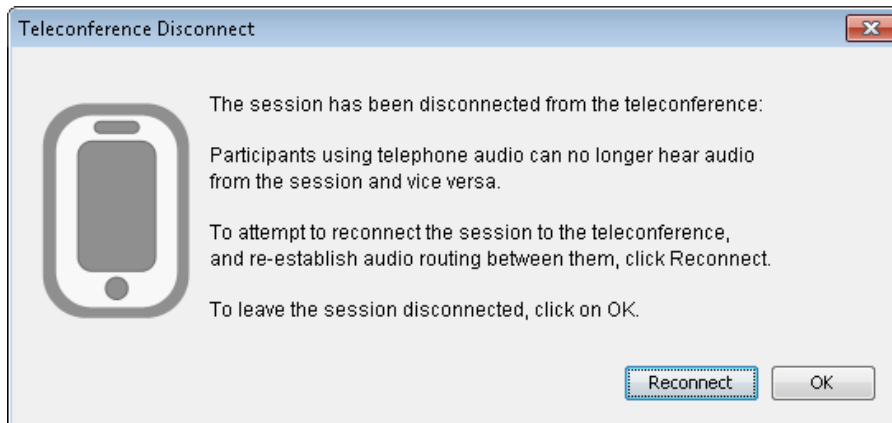 Teleconference Disconnect
The session has been disconnected from the teleconference:
Participants using telephone audio can no longer hear audio
from the session and vice versa.
To attempt to reconnect the session to the teleconference,
and re-establish audio routing between them, click Reconnect.
To leave the session disconnected, click on OK.
Reconnect
OK